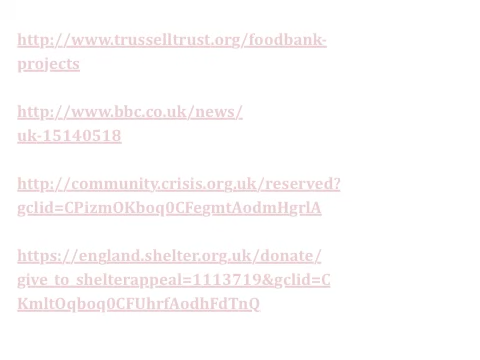 http://www.trusselltrust.org/foodbank-
projects
http://www.bbc.co.uk/news/
uk-15140518
http://community.crisis.org.uk/reserved?
gclid=CPizmOKboq0CFegmtAodmHgrlA
https://england.shelter.org.uk/donate/
give_to_shelterappeal=1113719&gclid=C
KmltOqboq0CFUhrfAodhFdTnQ